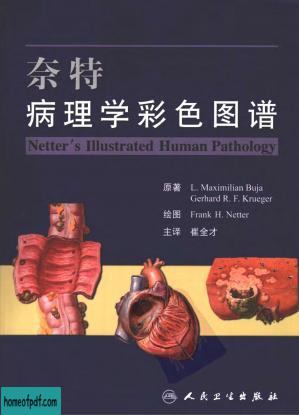 奈特
病理学彩色图谱
Netter's Illustrated Human Pathology
原著 L. Maximilian Buja
Gerhard R. F. Krueger
绘图 Frank H. Netter
主译 崔全才
人民卫生出版社
homeofpdf.com